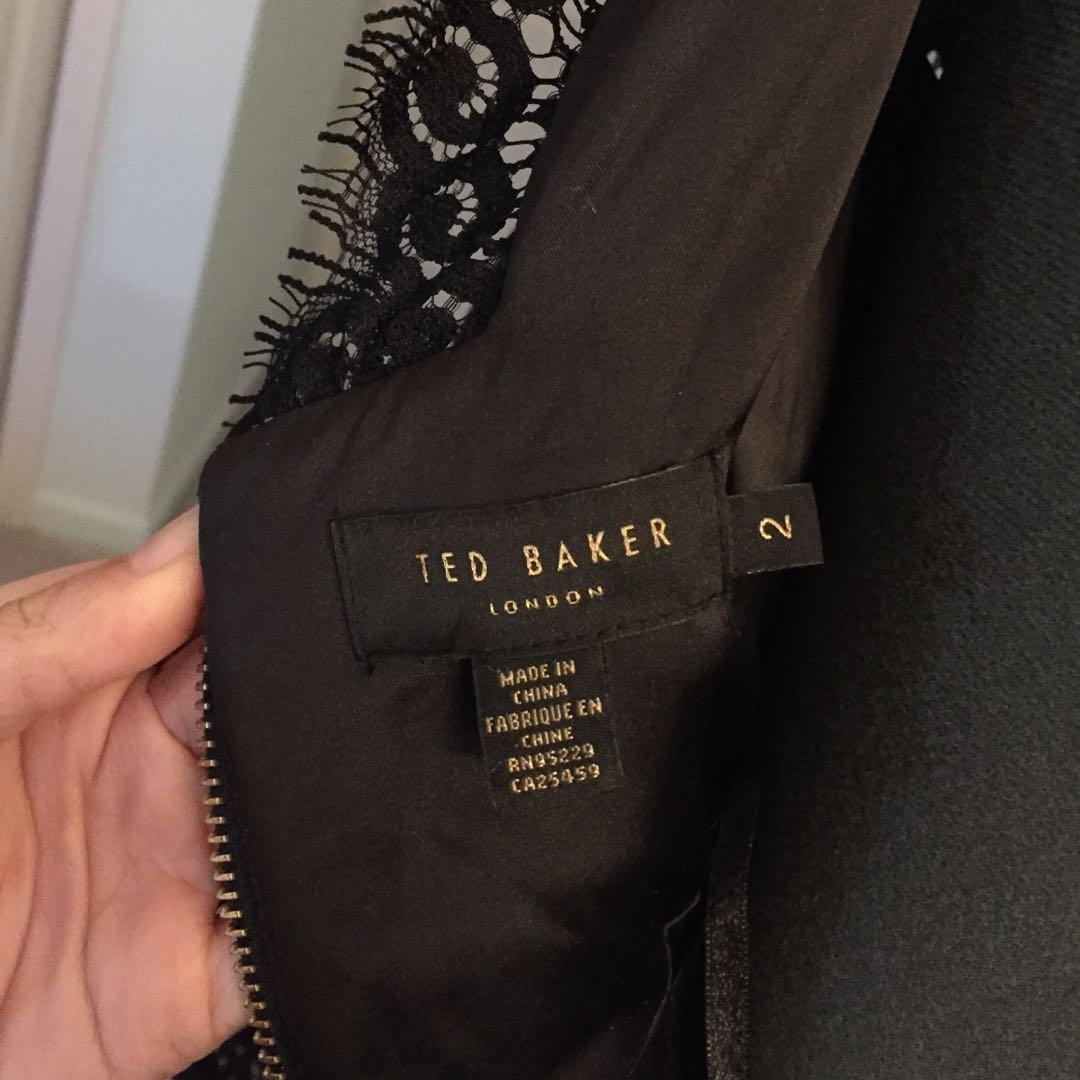 TED BAKER
LONDON
2
MADE IN
CHINA
FABRIQUE EN
CHINE
RN95229
CA25459